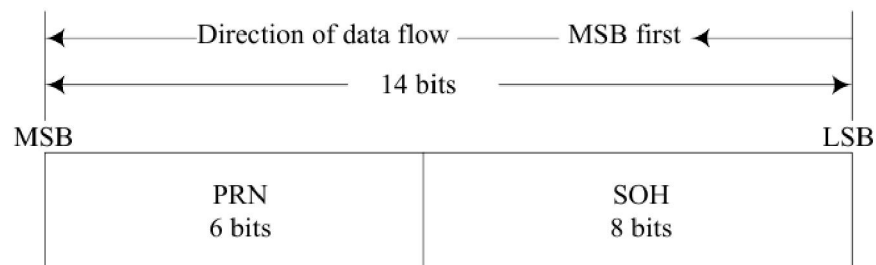 Direction of data flow MSB first
14 bits
MSB LSB
PRN SOH
6 bits 8 bits